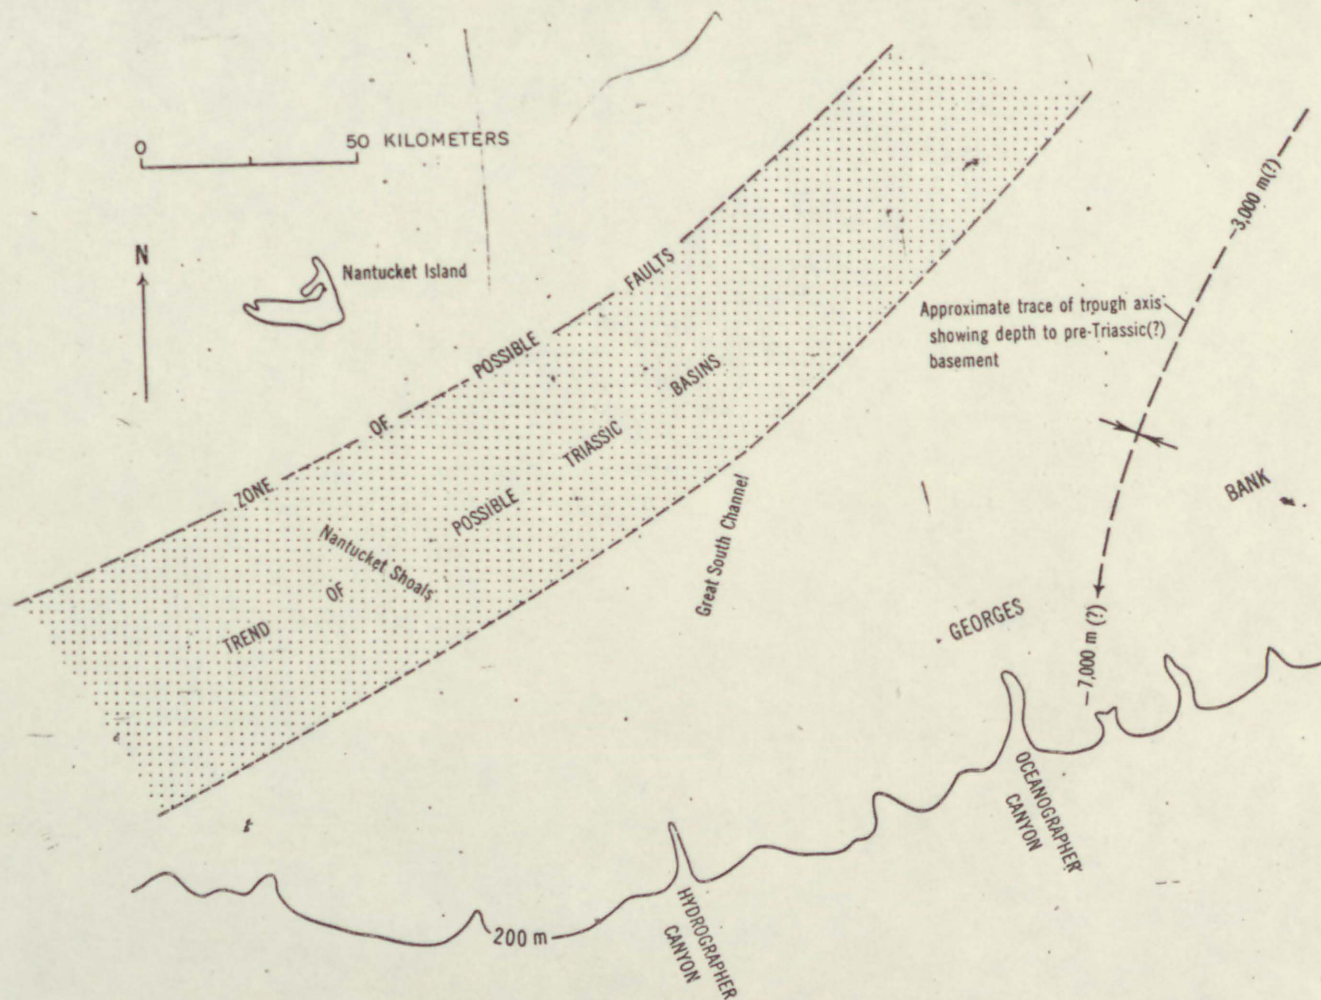 0 50 KILOMETERS
N
Nantucket Island
ZONE OF POSSIBLE FAULTS
TREND OF POSSIBLE TRIASSIC BASINS
Nantucket Shoals
Great South Channel
-3,000 m(?)
Approximate trace of trough axis
showing depth to pre-Triassic(?)
basement
-7,000 m (?)
GEORGES BANK
OCEANOGRAPHER
CANYON
HYDROGRAPHER
CANYON
200 m